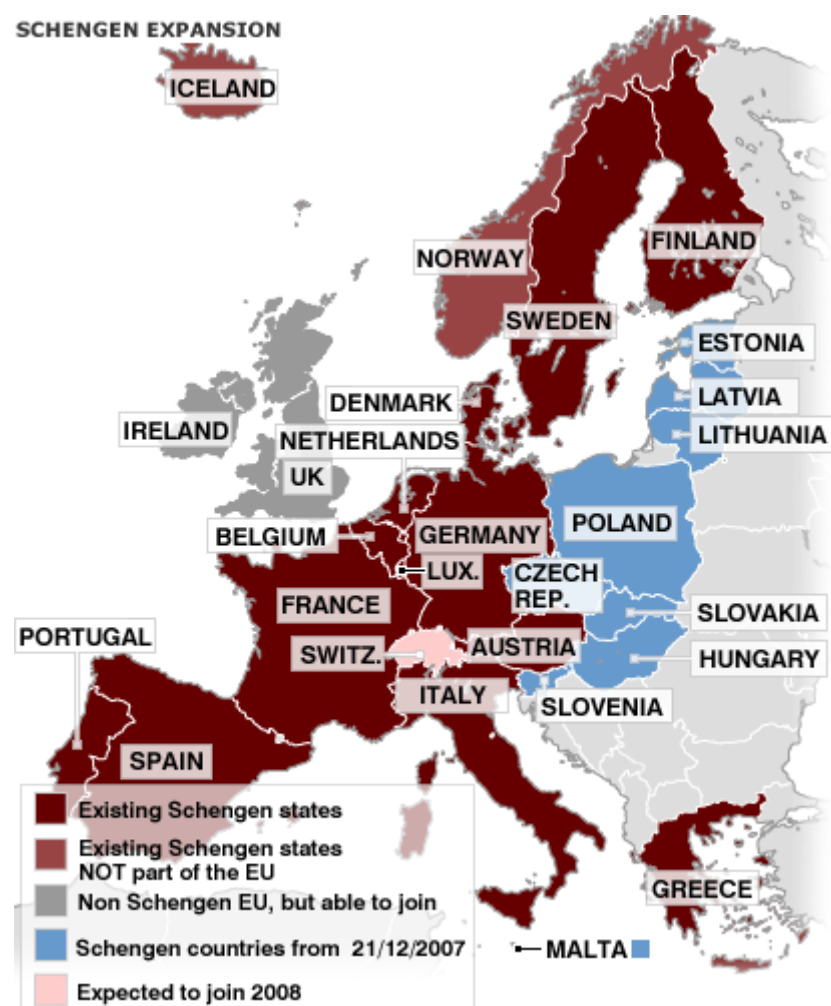 SCHENGEN EXPANSION
ICELAND
NORWAY
FINLAND
SWEDEN
ESTONIA
DENMARK
LATVIA
IRELAND
NETHERLANDS
LITHUANIA
UK
BELGIUM
GERMANY
POLAND
LUX.
CZECH
REP.
FRANCE
SLOVAKIA
PORTUGAL
SWITZ.
AUSTRIA
HUNGARY
ITALY
SLOVENIA
SPAIN
Existing Schengen states
Existing Schengen states
NOT part of the EU
GREECE
Non Schengen EU, but able to join
Schengen countries from 21/12/2007
MALTA
Expected to join 2008